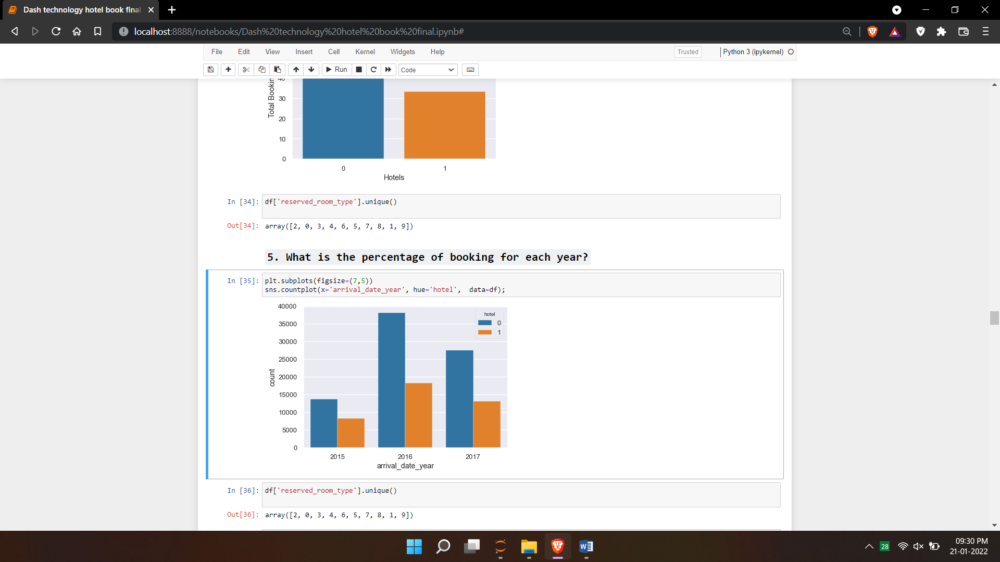 Dash technology hotel book final
localhost:8888/notebooks/Dash%20technology%20hotel%20book%20final.ipynb#
File Edit View Insert Cell Kernel Widgets Help Trusted Python 3 (ipykernel)
Run Code
Total Bookin
40
30
20
10
0
0 1
Hotels
In [34]: df['reserved_room_type'].unique()
Out[34]: array([2, 0, 3, 4, 6, 5, 7, 8, 1, 9])
5. What is the percentage of booking for each year?
In [35]: plt.subplots(figsize=(7,5))
sns.countplot(x='arrival_date_year', hue='hotel',  data=df);
40000
35000
30000
25000
20000
15000
10000
5000
0
count
hotel
0
1
2015 2016 2017
arrival_date_year
In [36]: df['reserved_room_type'].unique()
Out[36]: array([2, 0, 3, 4, 6, 5, 7, 8, 1, 9])
28
09:30 PM
21-01-2022